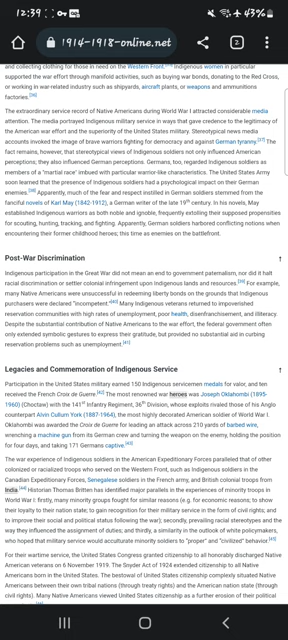 12:39
43%
1914-1918-online.net
2
and collecting clothing for those in need on the Western Front. Indigenous women in particular
supported the war effort through manifold activities, such as buying war bonds, donating to the Red Cross,
or working in war-related industry such as shipyards, aircraft plants, or weapons and ammunitions
factories.[36]
The extraordinary service record of Native Americans during World War I attracted considerable media
attention. The media portrayed Indigenous military service in ways that gave credence to the legitimacy of
the American war effort and the superiority of the United States military. Stereotypical news media
accounts invoked the image of brave warriors fighting for democracy and against German tyranny.[37] The
fact remains, however, that stereotypical views of Indigenous soldiers not only influenced American
perceptions; they also influenced German perceptions. Germans, too, regarded Indigenous soldiers as
members of a "martial race" imbued with particular warrior-like characteristics. The United States Army
soon learned that the presence of Indigenous soldiers had a psychological impact on their German
enemies.[38] Apparently, much of the fear and respect instilled in German soldiers stemmed from the
fanciful novels of Karl May (1842-1912), a German writer of the late 19th century. In his novels, May
established Indigenous warriors as both noble and ignoble, frequently extolling their supposed propensities
for scouting, hunting, tracking, and fighting. Apparently, German soldiers harbored conflicting notions when
encountering their former childhood heroes; this time as enemies on the battlefront.
Post-War Discrimination ↑
Indigenous participation in the Great War did not mean an end to government paternalism, nor did it halt
racial discrimination or settler colonial infringement upon Indigenous lands and resources.[39] For example,
many Native Americans were unsuccessful in redeeming liberty bonds on the grounds that Indigenous
purchasers were declared "incompetent."[40] Many Indigenous veterans returned to impoverished
reservation communities with high rates of unemployment, poor health, disenfranchisement, and illiteracy.
Despite the substantial contribution of Native Americans to the war effort, the federal government often
only extended symbolic gestures to express their gratitude, but provided no substantial aid in curbing
reservation problems such as unemployment.[41]
Legacies and Commemoration of Indigenous Service ↑
Participation in the United States military earned 150 Indigenous servicemen medals for valor, and ten
received the French Croix de Guerre.[42] The most renowned war heroes was Joseph Oklahombi (1895-
1960) (Choctaw) with the 141st Infantry Regiment, 36th Division, whose exploits rivaled those of his Anglo
counterpart Alvin Cullum York (1887-1964), the most highly decorated American soldier of World War I.
Oklahombi was awarded the Croix de Guerre for leading an attack across 210 yards of barbed wire,
wrenching a machine gun from its German crew and turning the weapon on the enemy, holding the position
for four days, and taking 171 Germans captive.[43]
The war experience of Indigenous soldiers in the American Expeditionary Forces paralleled that of other
colonized or racialized troops who served on the Western Front, such as Indigenous soldiers in the
Canadian Expeditionary Forces, Senegalese soldiers in the French army, and British colonial troops from
India.[44] Historian Thomas Britten has identified major parallels in the experiences of minority troops in
World War I: firstly, many minority groups fought for similar reasons (e.g. for economic reasons; to show
their loyalty to their nation state; to gain recognition for their military service in the form of civil rights; and
to improve their social and political status following the war); secondly, prevailing racial stereotypes and the
way they influenced the assignment of duties; and thirdly, a similarity in the outlook of white policymakers,
who hoped that military service would acculturate minority soldiers to "proper" and "civilized" behavior.[45]
For their wartime service, the United States Congress granted citizenship to all honorably discharged Native
American veterans on 6 November 1919. The Snyder Act of 1924 extended citizenship to all Native
Americans born in the United States. The bestowal of United States citizenship complexly situated Native
Americans between their own tribal nations (through treaty rights) and the American nation state (through
civil rights). Many Native Americans viewed United States citizenship as a further erosion of their political